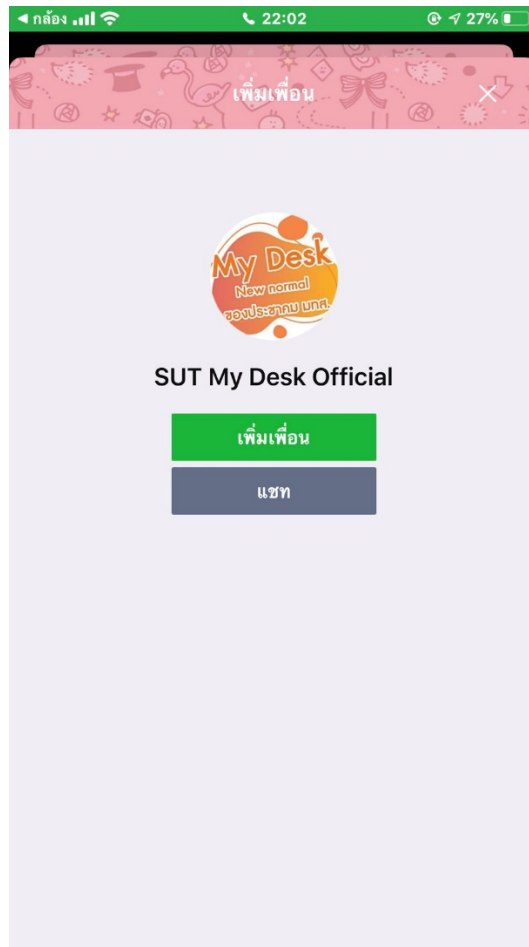 กล้อง 22:02 27%
เพิ่มเพื่อน
My Desk
New normal
ของประชาคม มทส.
SUT My Desk Official
เพิ่มเพื่อน
แชท